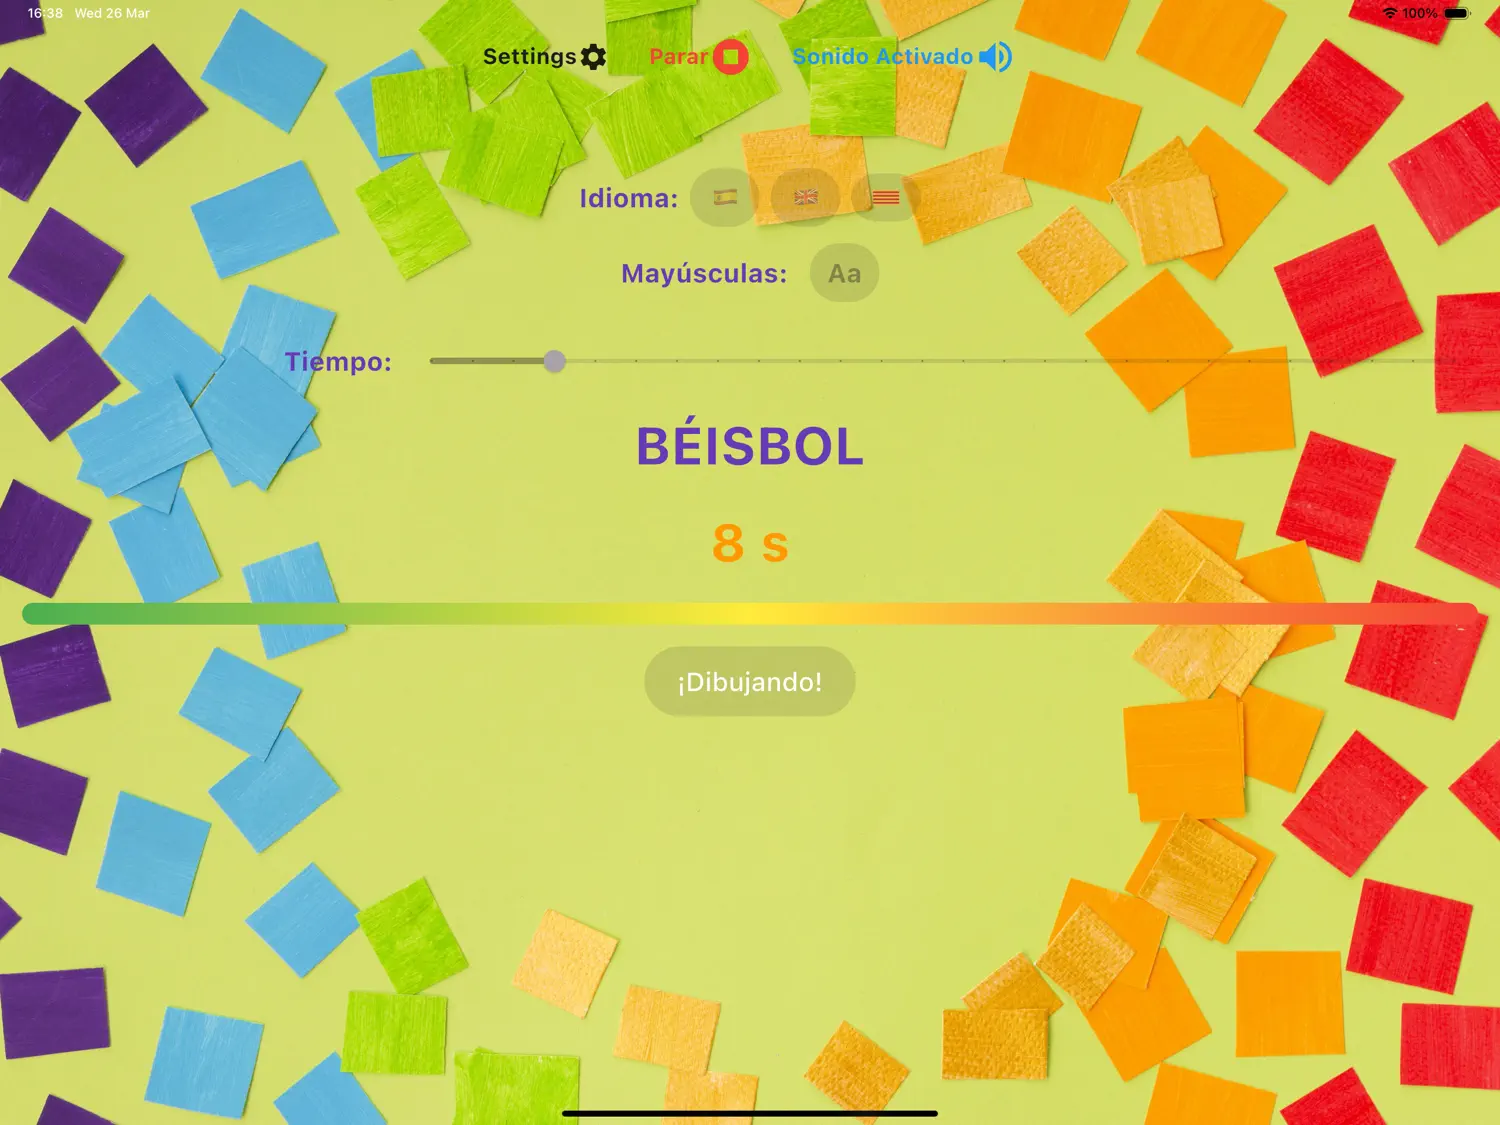 16:38 Wed 26 Mar
100%
Settings Parar Sonido Activado
Idioma:
Mayúsculas: Aa
Tiempo:
BÉISBOL
8 s
¡Dibujando!